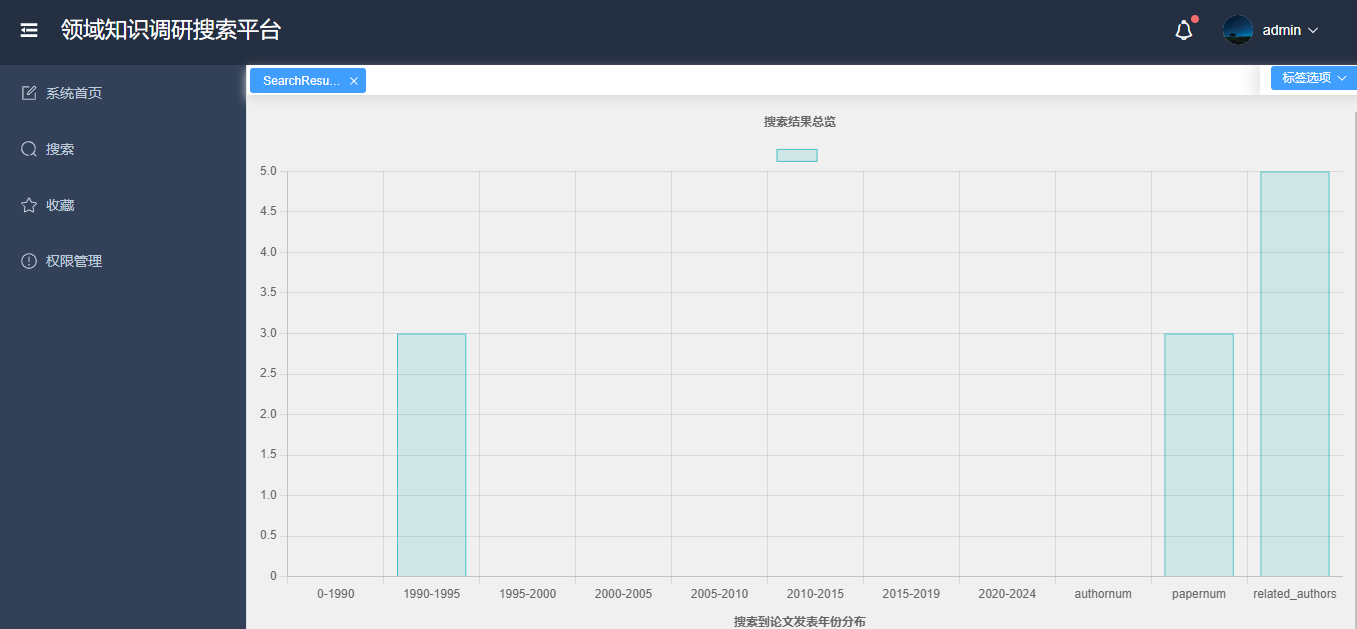 领域知识调研搜索平台
admin
系统首页
搜索
收藏
权限管理
SearchResu...
标签选项
搜索结果总览
5.0
4.5
4.0
3.5
3.0
2.5
2.0
1.5
1.0
0.5
0
0-1990 1990-1995 1995-2000 2000-2005 2005-2010 2010-2015 2015-2019 2020-2024 authornum papernum related_authors
搜索到论文发表年份分布